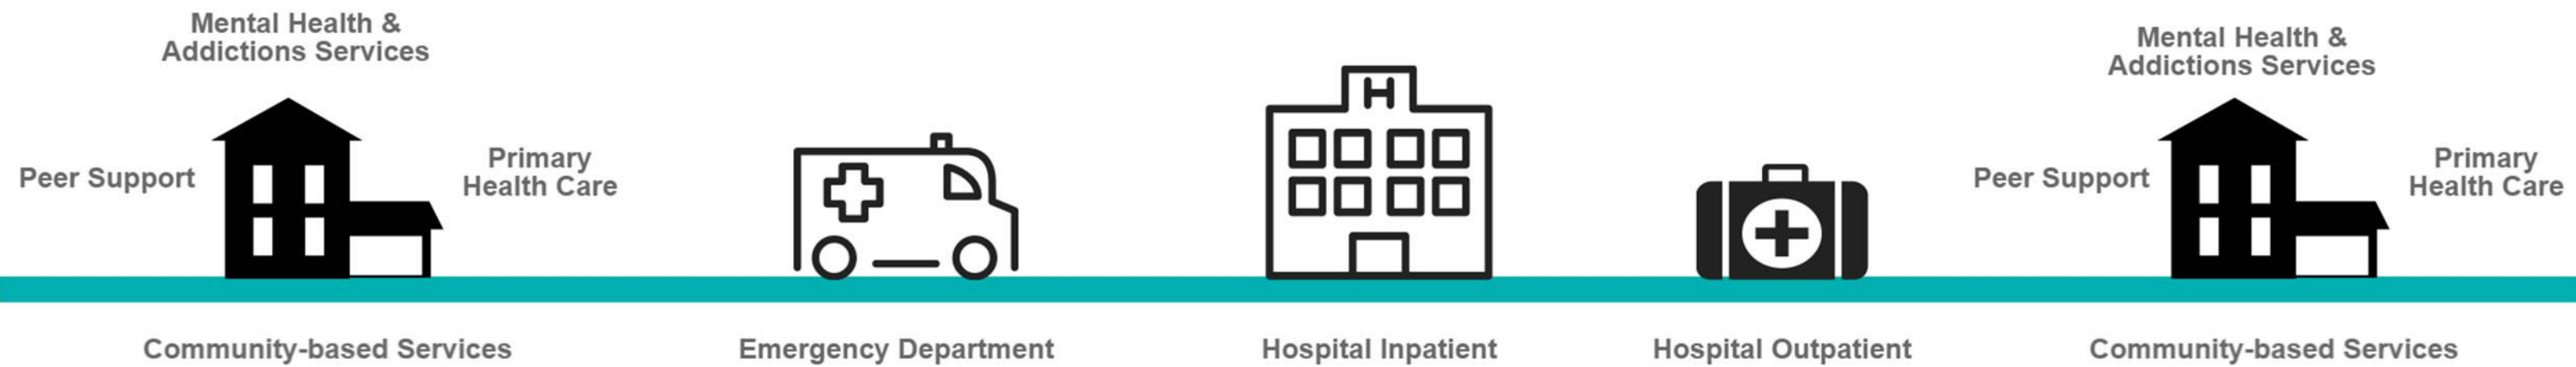 Mental Health &
Addictions Services
Peer Support
Primary
Health Care
Community-based Services
Emergency Department
H
Hospital Inpatient
Hospital Outpatient
Mental Health &
Addictions Services
Peer Support
Primary
Health Care
Community-based Services